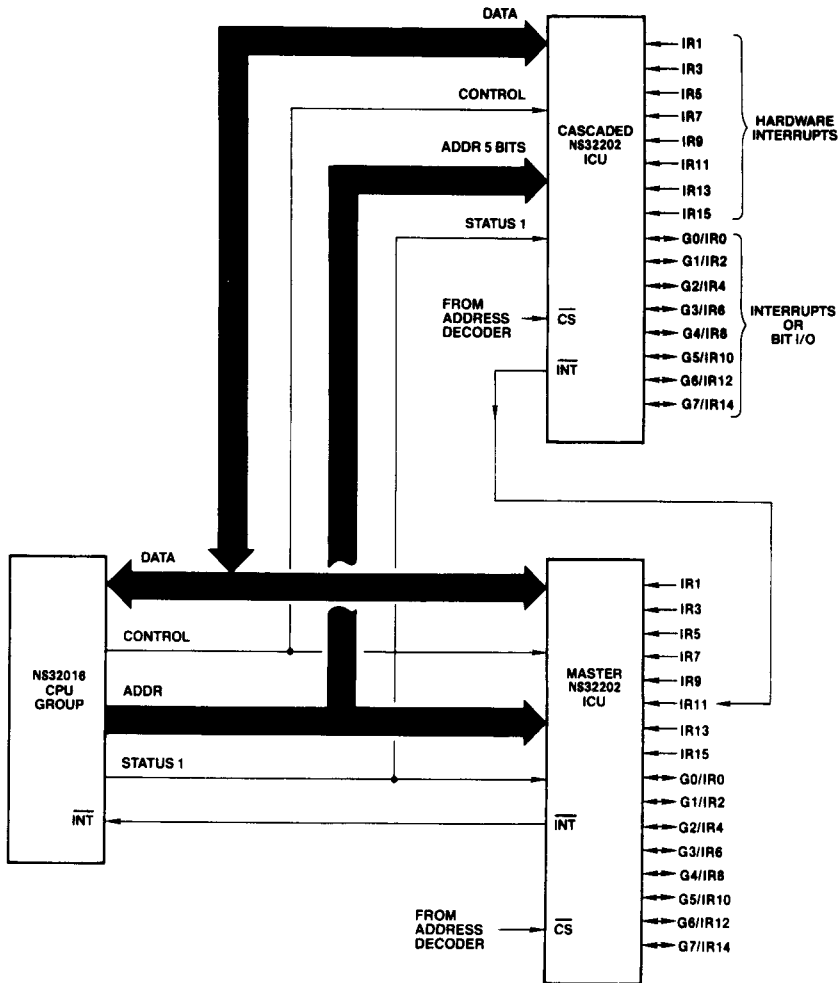 DATA
CONTROL
ADDR 5 BITS
STATUS 1
FROM
ADDRESS
DECODER
CASCADED
NS32202
ICU
CS
INT
IR1
IR3
IR5
IR7
IR9
IR11
IR13
IR15
G0/IR0
G1/IR2
G2/IR4
G3/IR6
G4/IR8
G5/IR10
G6/IR12
G7/IR14
HARDWARE
INTERRUPTS
INTERRUPTS
OR
BIT I/O
NS32016
CPU
GROUP
INT
DATA
CONTROL
ADDR
STATUS 1
FROM
ADDRESS
DECODER
MASTER
NS32202
ICU
INT
CS
IR1
IR3
IR5
IR7
IR9
IR11
IR13
IR15
G0/IR0
G1/IR2
G2/IR4
G3/IR6
G4/IR8
G5/IR10
G6/IR12
G7/IR14